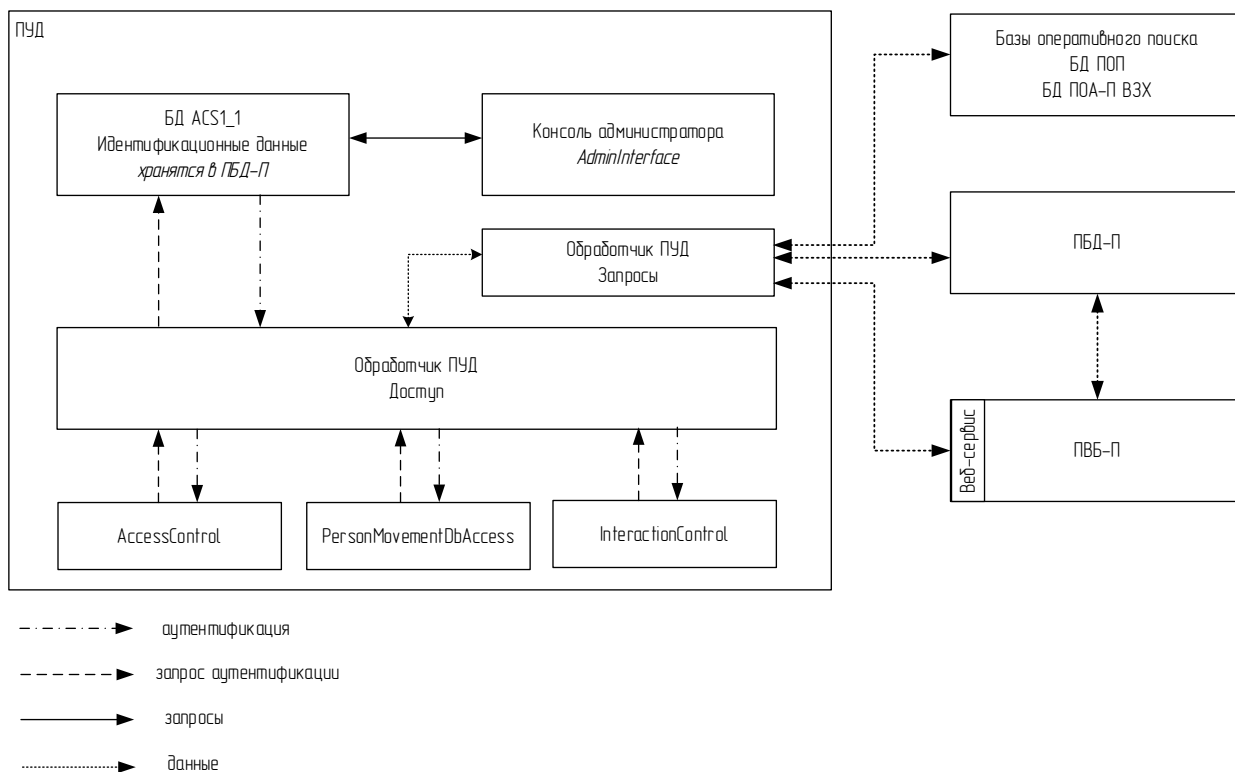 ПУД
БД ACS1_1
Идентификационные данные
хранятся в ПБД-П
Консоль администратора
AdminInterface
Базы оперативного поиска
БД ПОП
БД ПОА-П ВЗХ
Обработчик ПУД
Запросы
ПБД-П
Обработчик ПУД
Доступ
Веб-сервис
ПВБ-П
AccessControl
PersonMovementDbAccess
InteractionControl
аутентификация
запрос аутентификации
запросы
данные